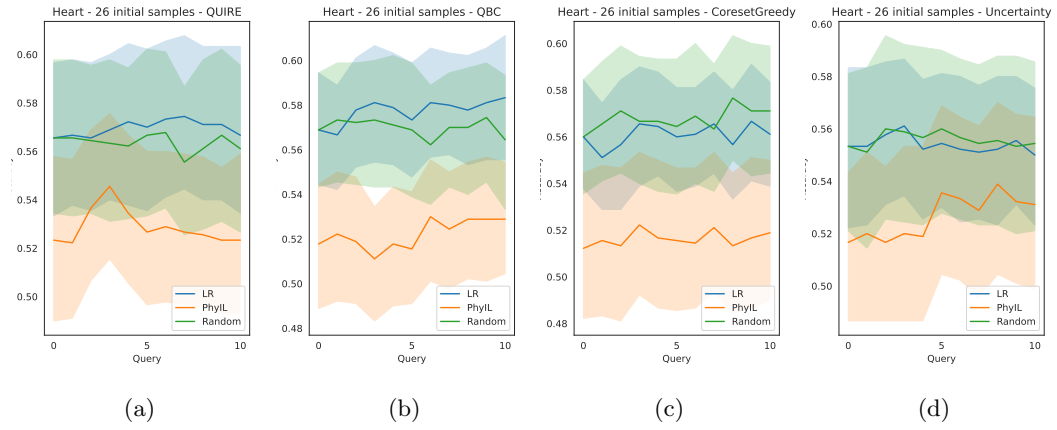 Heart - 26 initial samples - QUIRE
0.60
0.58
0.56
0.54
0.52
0.50
0
5
10
Query
LR
PhyIL
Random
(a)
Heart - 26 initial samples - QBC
0.60
0.58
0.56
0.54
0.52
0.50
0.48
0
5
10
Query
LR
PhyIL
Random
(b)
Heart - 26 initial samples - CoresetGreedy
0.60
0.58
0.56
0.54
0.52
0.50
0.48
0
5
10
Query
LR
PhyIL
Random
(c)
Heart - 26 initial samples - Uncertainty
0.60
0.58
0.56
0.54
0.52
0.50
0
5
10
Query
LR
PhyIL
Random
(d)